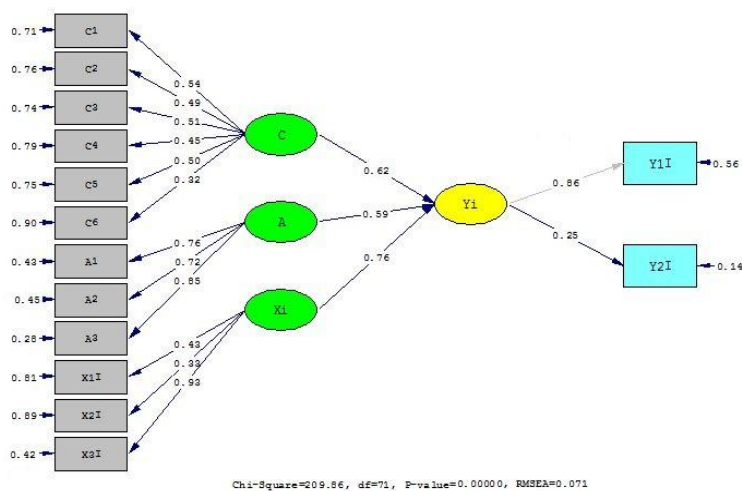 0.71 C1
0.76 C2
0.74 C3
0.79 C4
0.75 C5
0.90 C6
0.43 A1
0.45 A2
0.28 A3
0.81 X1I
0.89 X2I
0.42 X3I
0.54
0.49
0.51
0.45
0.50
0.32
0.76
0.72
0.85
0.43
0.33
0.93
C
A
Xi
0.62
0.59
0.76
Yi
0.86
0.25
Y1I 0.56
Y2I 0.14
Chi-Square=209.86, df=71, P-value=0.00000, RMSEA=0.071